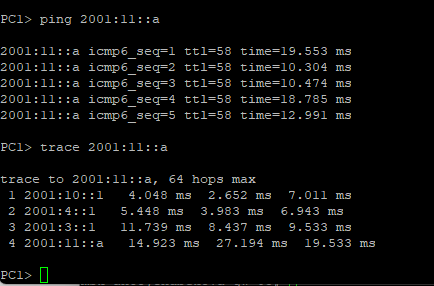 PC1> ping 2001:11::a
2001:11::a icmp6_seq=1 ttl=58 time=19.553 ms
2001:11::a icmp6_seq=2 ttl=58 time=10.304 ms
2001:11::a icmp6_seq=3 ttl=58 time=10.474 ms
2001:11::a icmp6_seq=4 ttl=58 time=18.785 ms
2001:11::a icmp6_seq=5 ttl=58 time=12.991 ms
PC1> trace 2001:11::a
trace to 2001:11::a, 64 hops max
1 2001:10::1 4.048 ms 2.652 ms 7.011 ms
2 2001:4::1 5.448 ms 3.983 ms 6.943 ms
3 2001:3::1 11.739 ms 8.437 ms 9.533 ms
4 2001:11::a 14.923 ms 27.194 ms 19.533 ms
PC1>